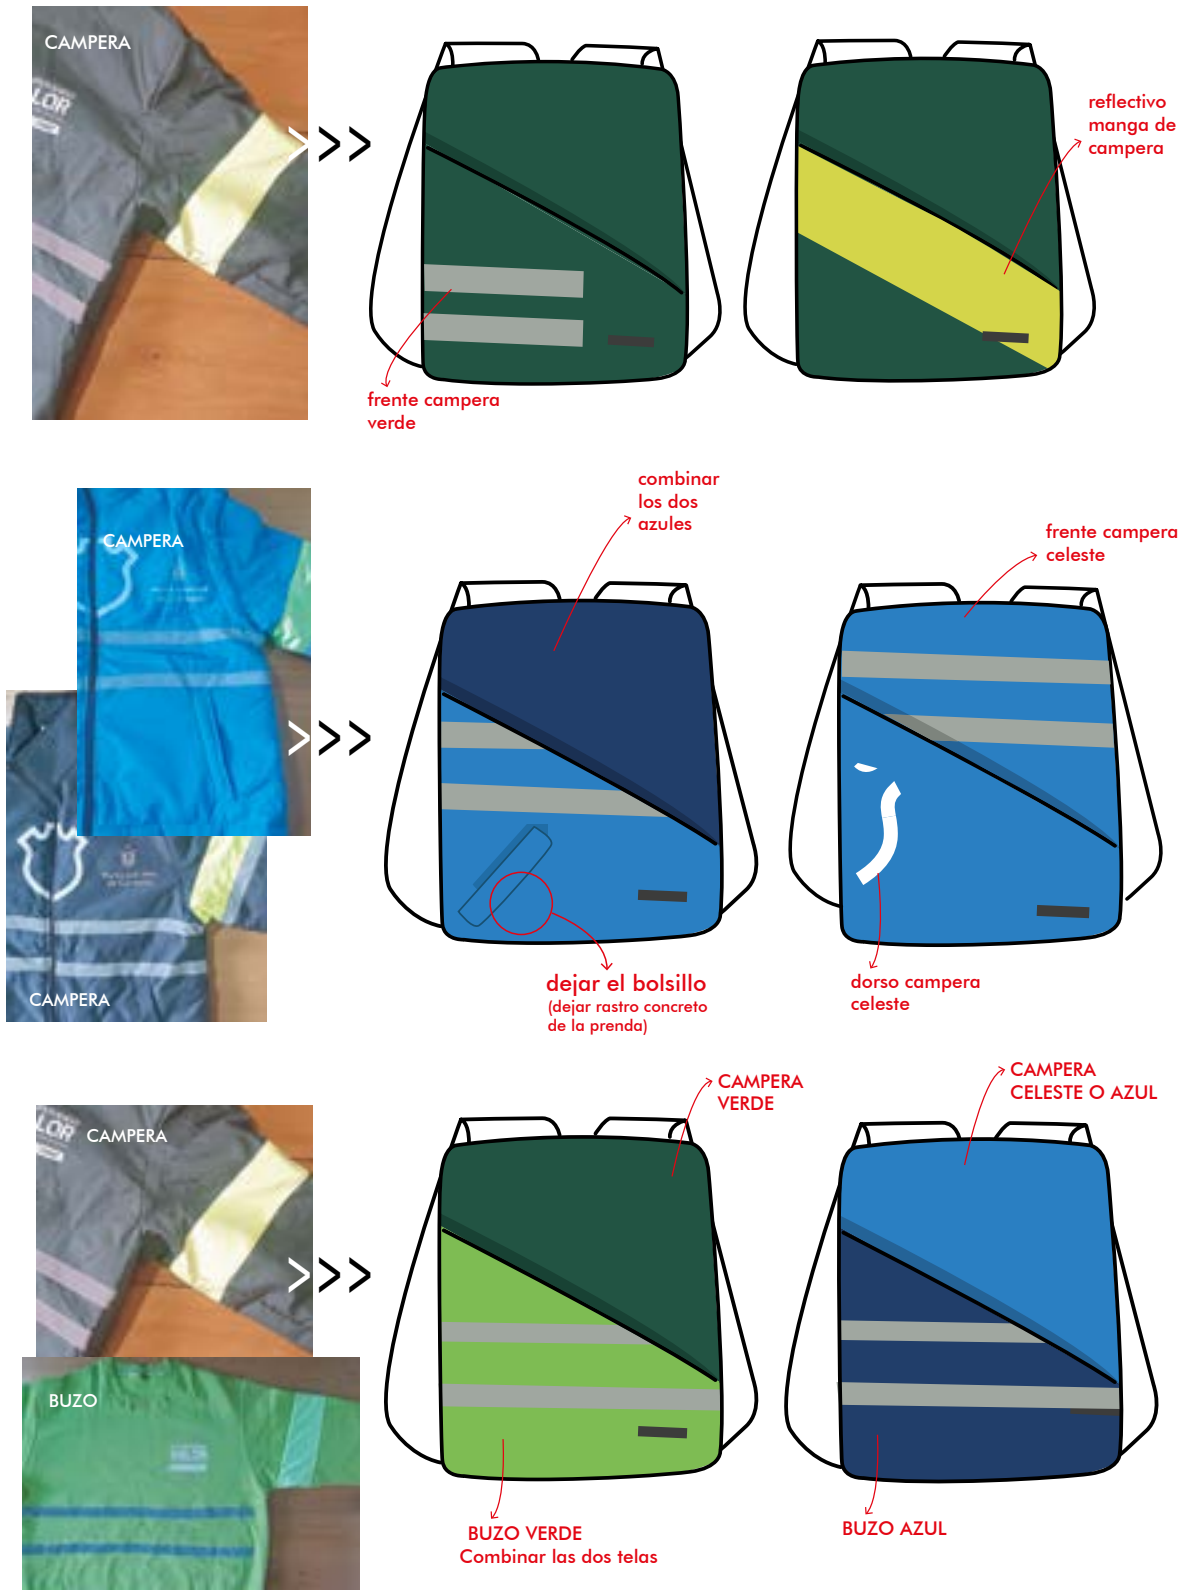 CAMPERA
LOR
>>>
reflectivo
manga de
campera
frente campera
verde
combinar
los dos
azules
frente campera
celeste
CAMPERA
>>>
CAMPERA
dejar el bolsillo
(dejar rastro concreto
de la prenda)
dorso campera
celeste
CAMPERA
VERDE
CAMPERA
CELESTE O AZUL
LOR
CAMPERA
>>>
BUZO
BUZO VERDE
Combinar las dos telas
BUZO AZUL